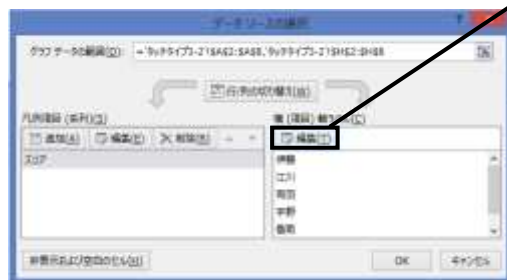 データ ソースの選択
グラフ データの範囲(D):
行/列の切り替え(W)
凡例項目 (系列)(S)
追加(A) 編集(E) 削除(R)
スコア
横 (項目) 軸ラベル(C)
編集(T)
伊藤
江川
宇野
香取
非表示および空白のセル(H)
OK キャンセル